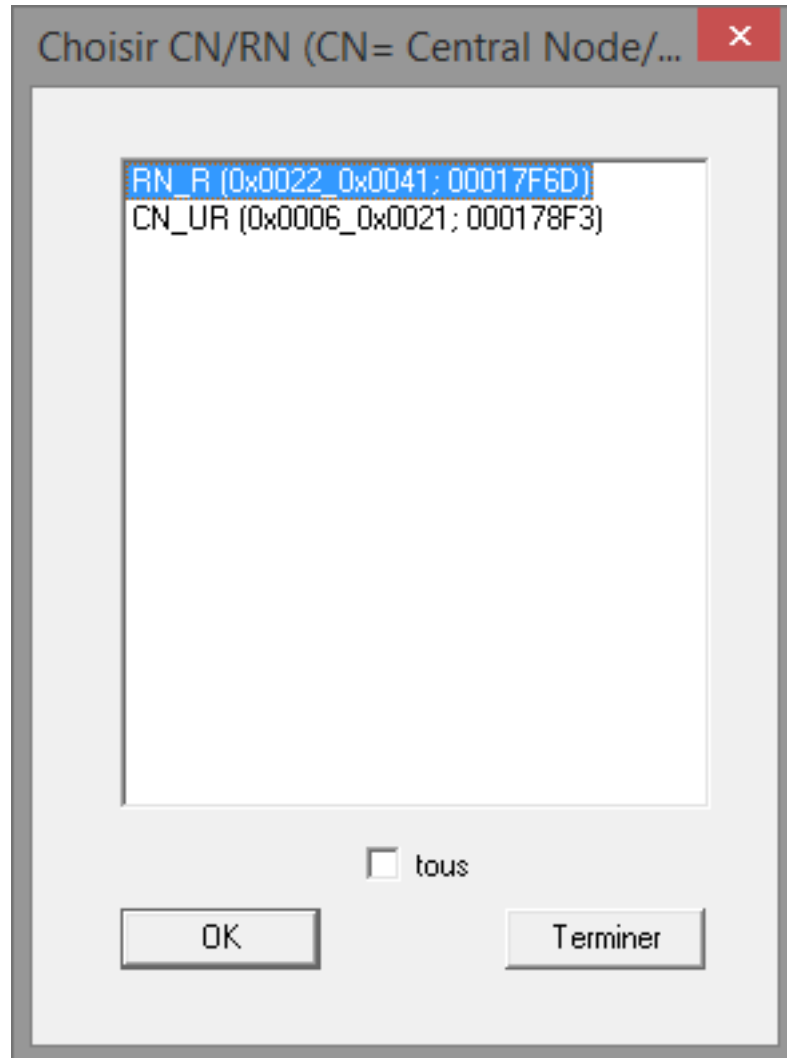 Choisir CN/RN (CN= Central Node/...
RN_R (0x0022_0x0041; 00017F6D)
CN_UR (0x0006_0x0021; 000178F3)
tous
OK
Terminer